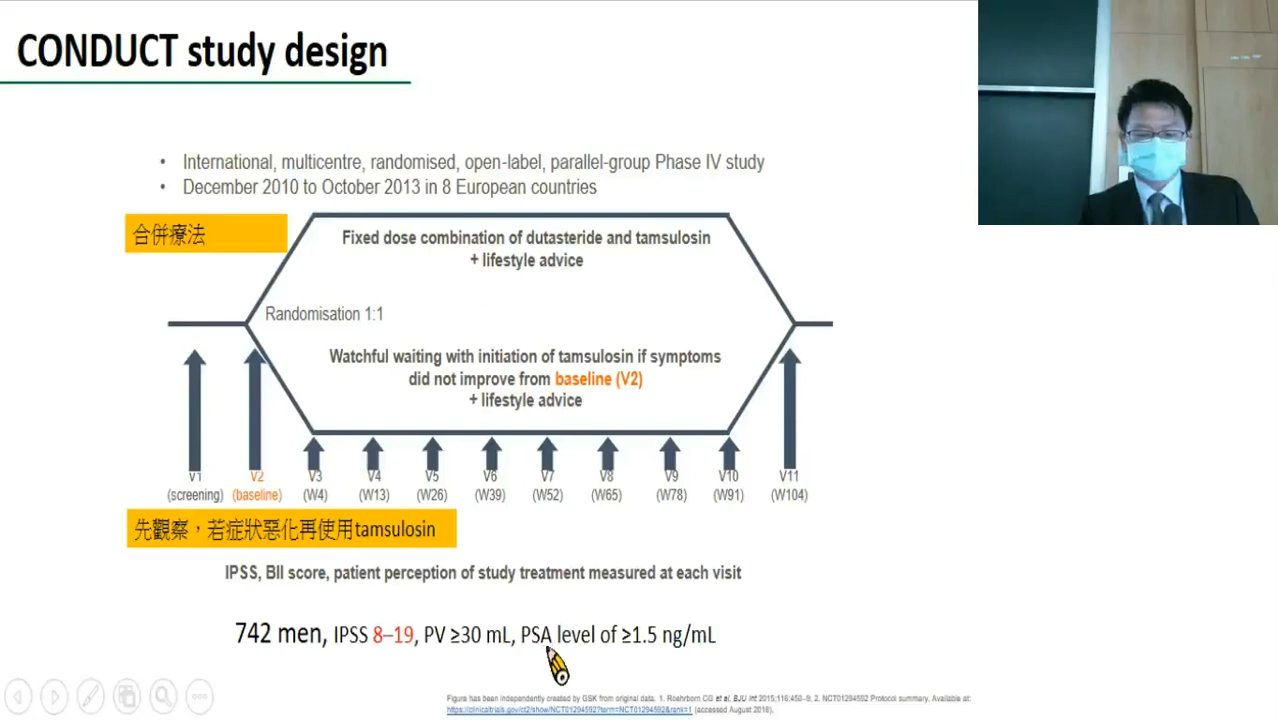 CONDUCT study design
• International, multicentre, randomised, open-label, parallel-group Phase IV study
• December 2010 to October 2013 in 8 European countries
合併療法
Fixed dose combination of dutasteride and tamsulosin
+ lifestyle advice
Randomisation 1:1
Watchful waiting with initiation of tamsulosin if symptoms
did not improve from baseline (V2)
+ lifestyle advice
V1 V2 V3 V4 V5 V6 V7 V8 V9 V10 V11
(screening) (baseline) (W4) (W13) (W26) (W39) (W52) (W65) (W78) (W91) (W104)
先觀察，若症狀惡化再使用tamsulosin
IPSS, BII score, patient perception of study treatment measured at each visit
742 men, IPSS 8–19, PV ≥30 mL, PSA level of ≥1.5 ng/mL
Figure has been independently created by GSK from original data. 1. Roehrborn CG et al. BJU Int 2015;116:450–9; 2. NCT01294592 Protocol summary. Available at:
https://clinicaltrials.gov/ct2/show/NCT01294592?term=NCT01294592&rank=1 (accessed August 2018).